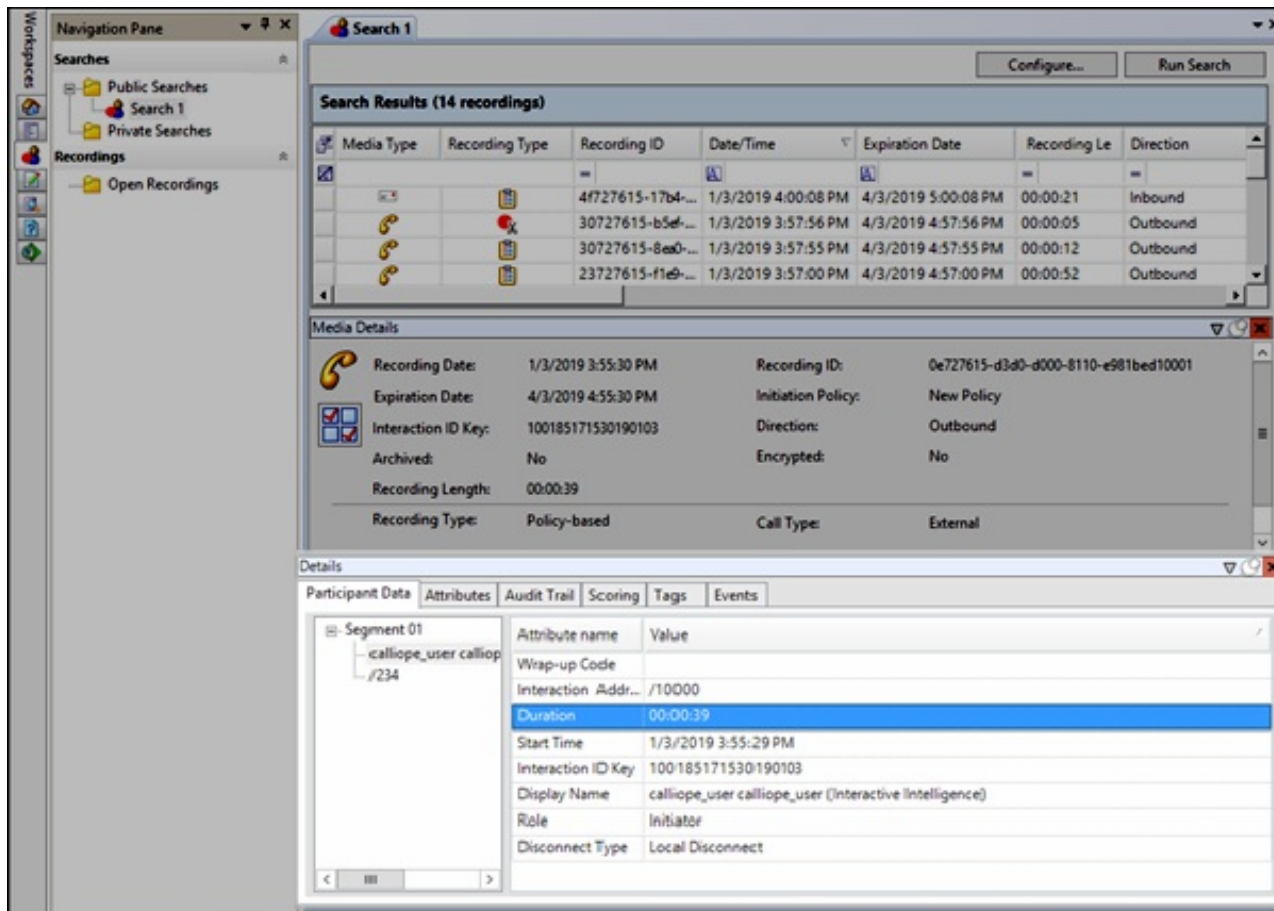 Workspaces
Navigation Pane
Searches
Public Searches
Search 1
Private Searches
Recordings
Open Recordings
Search 1
Configure... Run Search
Search Results (14 recordings)
Media Type Recording Type Recording ID Date/Time Expiration Date Recording Le Direction
4f727615-17b4-... 1/3/2019 4:00:08 PM 4/3/2019 5:00:08 PM 00:00:21 Inbound
30727615-b5ef-... 1/3/2019 3:57:56 PM 4/3/2019 4:57:56 PM 00:00:05 Outbound
30727615-8ea0-... 1/3/2019 3:57:55 PM 4/3/2019 4:57:55 PM 00:00:12 Outbound
23727615-f1e9-... 1/3/2019 3:57:00 PM 4/3/2019 4:57:00 PM 00:00:52 Outbound
Media Details
Recording Date: 1/3/2019 3:55:30 PM Recording ID: 0e727615-d3d0-d000-8110-e981bed10001
Expiration Date: 4/3/2019 4:55:30 PM Initiation Policy: New Policy
Interaction ID Key: 100185171530190103 Direction: Outbound
Archived: No Encrypted: No
Recording Length: 00:00:39
Recording Type: Policy-based Call Type: External
Details
Participant Data Attributes Audit Trail Scoring Tags Events
Segment 01
calliope_user calliop
//234
Attribute name Value
Wrap-up Code
Interaction Addr... /10000
Duration 00:00:39
Start Time 1/3/2019 3:55:29 PM
Interaction ID Key 100185171530190103
Display Name calliope_user calliope_user (Interactive Intelligence)
Role Initiator
Disconnect Type Local Disconnect